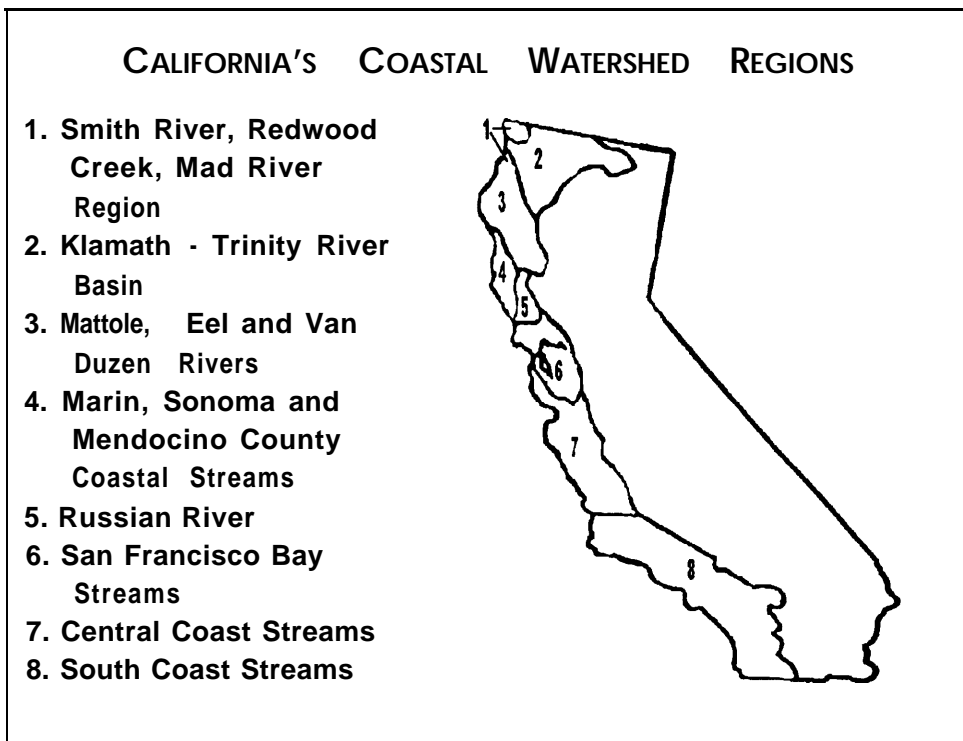 CALIFORNIA'S COASTAL WATERSHED REGIONS
1. Smith River, Redwood
Creek, Mad River
Region
2. Klamath - Trinity River
Basin
3. Mattole, Eel and Van
Duzen Rivers
4. Marin, Sonoma and
Mendocino County
Coastal Streams
5. Russian River
6. San Francisco Bay
Streams
7. Central Coast Streams
8. South Coast Streams
1
2
3
4
5
6
7
8